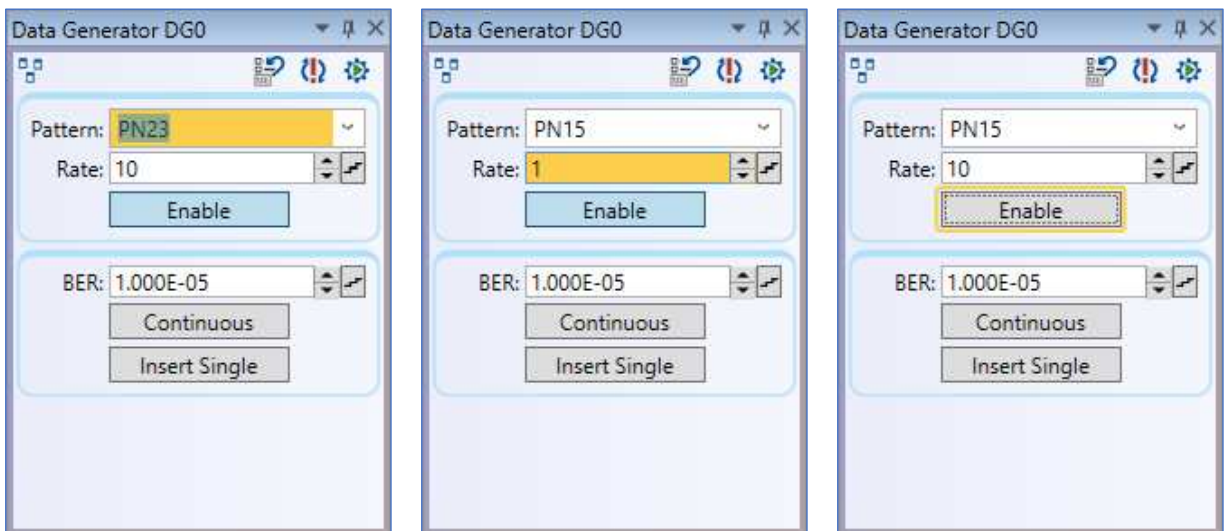 Data Generator DG0
Pattern: PN23
Rate: 10
Enable
BER: 1.000E-05
Continuous
Insert Single
Data Generator DG0
Pattern: PN15
Rate: 1
Enable
BER: 1.000E-05
Continuous
Insert Single
Data Generator DG0
Pattern: PN15
Rate: 10
Enable
BER: 1.000E-05
Continuous
Insert Single